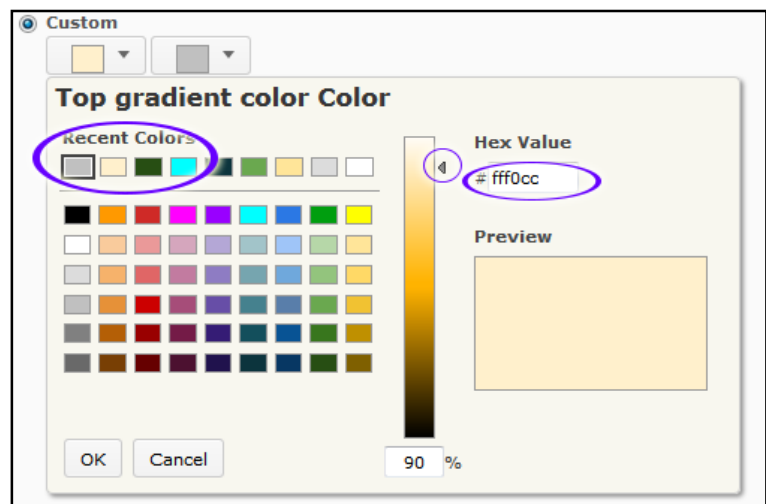 Custom
Top gradient color Color
Recent Colors
Hex Value
# fff0cc
Preview
OK Cancel
90 %